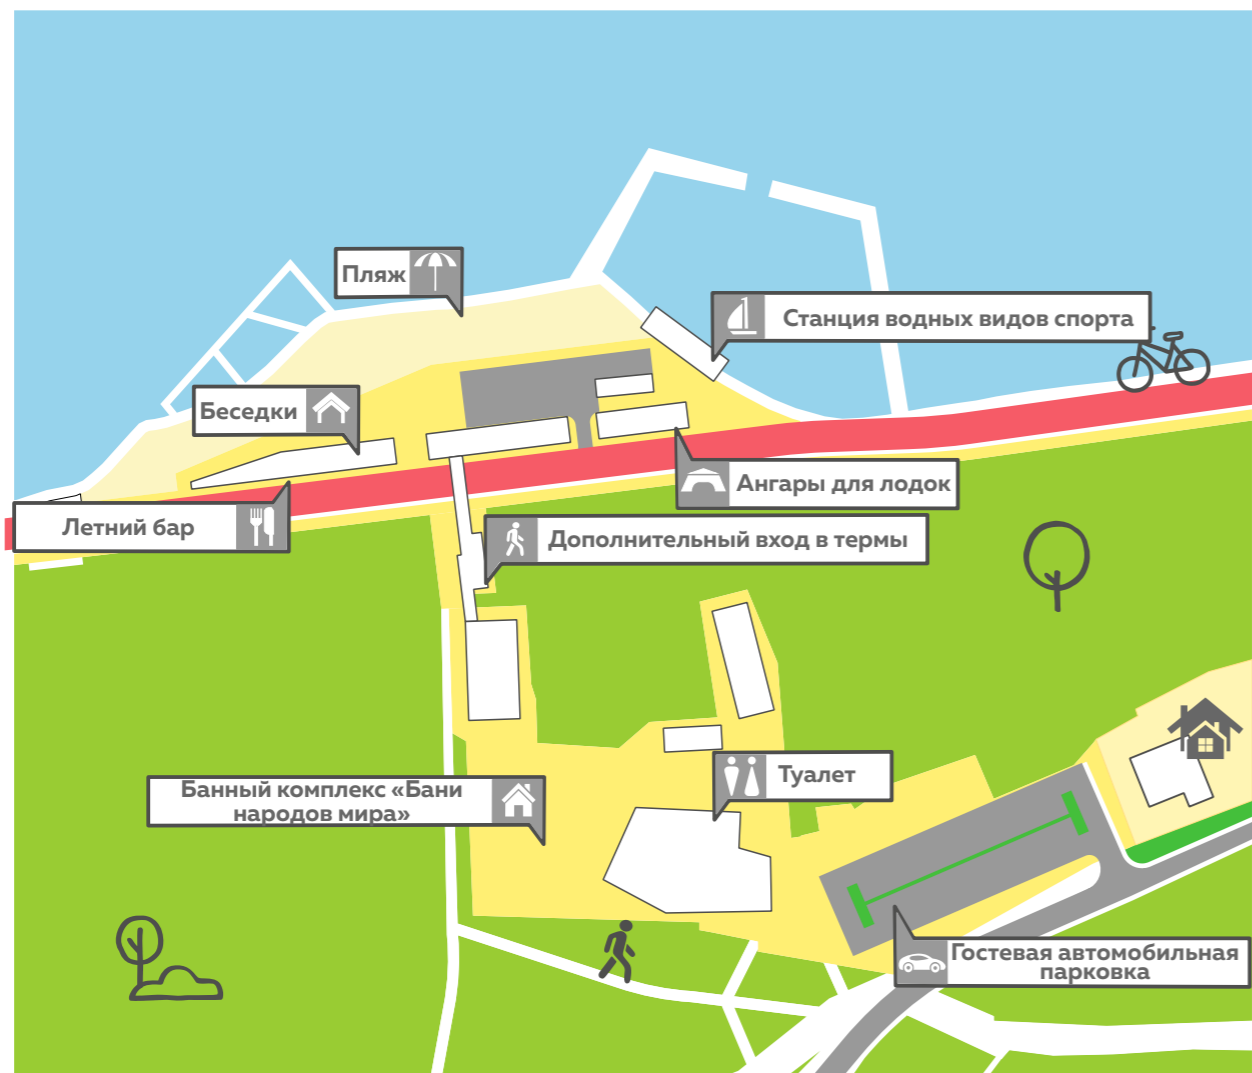 Пляж
Станция водных видов спорта
Беседки
Ангары для лодок
Летний бар
Дополнительный вход в термы
Туалет
Банный комплекс «Бани
народов мира»
Гостевая автомобильная
парковка